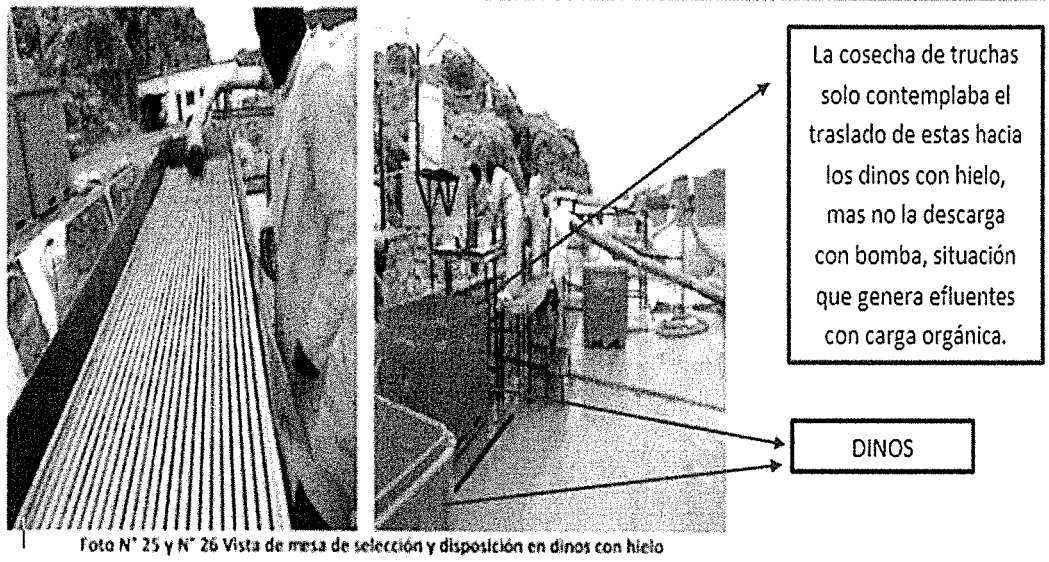 La cosecha de truchas
solo contemplaba el
traslado de estas hacia
los dinos con hielo,
mas no la descarga
con bomba, situación
que genera efluentes
con carga orgánica.
DINOS
Foto N° 25 y N° 26 Vista de mesa de selección y disposición en dinos con hielo